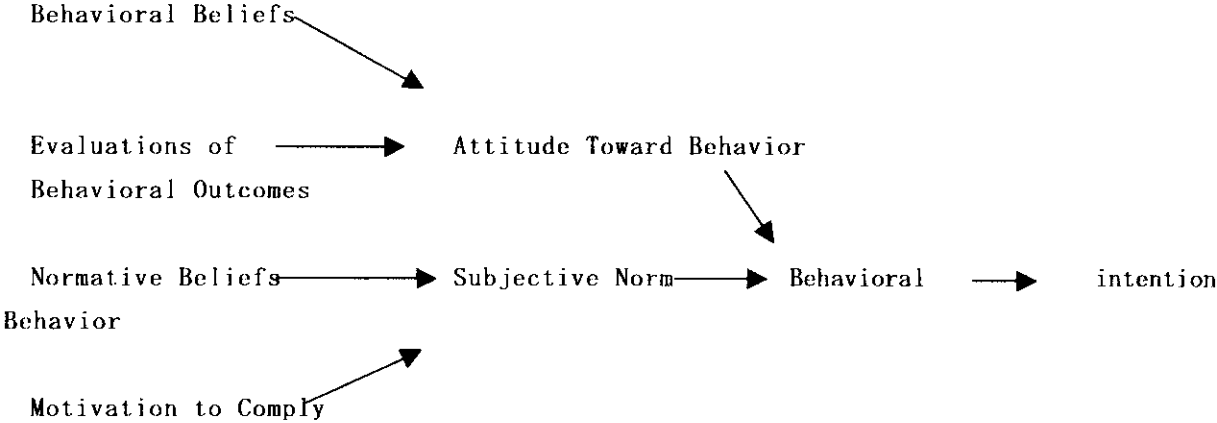 Behavioral Beliefs
Evaluations of Attitude Toward Behavior
Behavioral Outcomes
Normative Beliefs Subjective Norm Behavioral intention
Behavior
Motivation to Comply